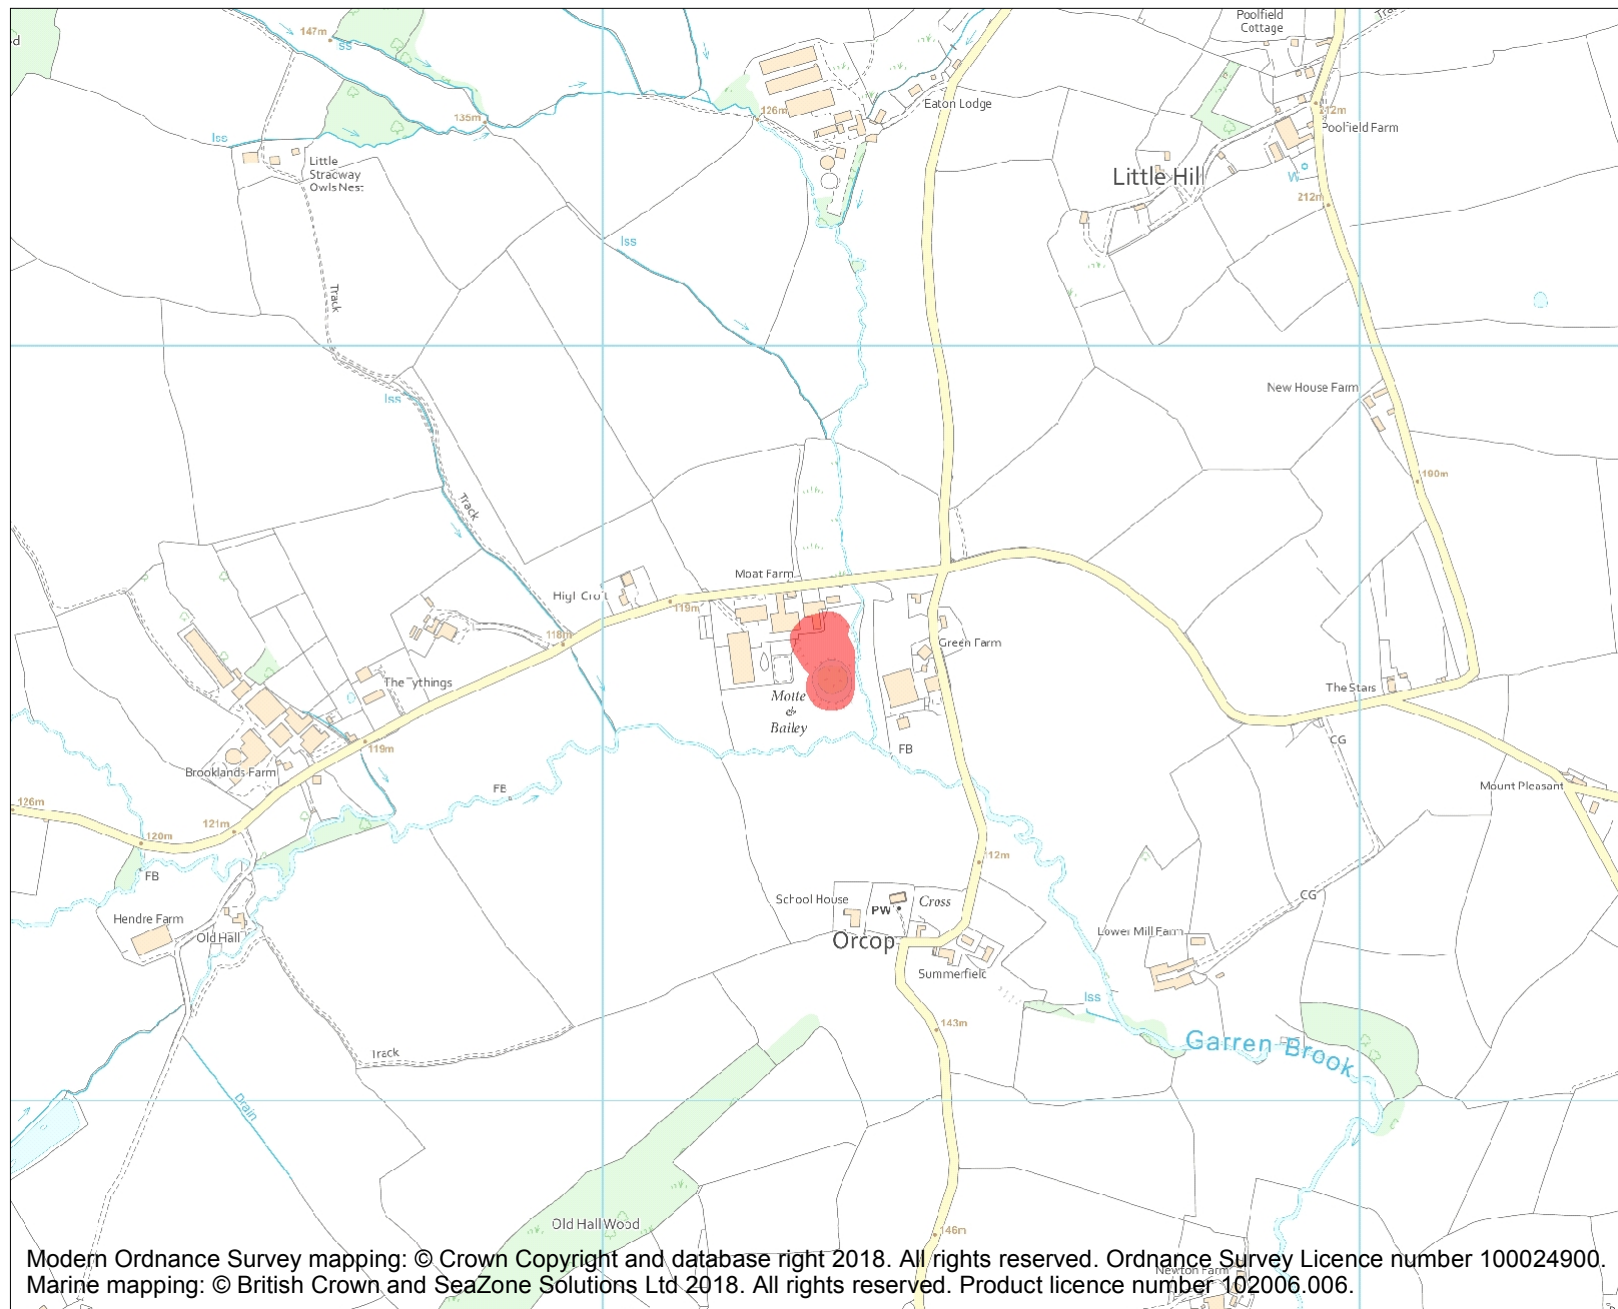 Poolfield
Cottage
Trac
147m
Iss
d
135m
126m
Eaton Lodge
212m
Poolfield Farm
Iss
Little
Stracway
Owls Nest
Little Hill
W
212m
Iss
Track
New House Farm
Iss
190m
Track
Moat Farm
High Croft
119m
118m
Green Farm
The Tythings
The Stars
Motte
&
Bailey
119m
CG
FB
Brooklands Farm
Mount Pleasant
FB
126m
121m
120m
112m
FB
School House
PW
Cross
CG
Hendre Farm
Old Hall
Orcop
Lower Mill Farm
Summerfield
Iss
143m
Garren Brook
Track
Drain
Old Hall Wood
146m
Newton Farm
Modern Ordnance Survey mapping: © Crown Copyright and database right 2018. All rights reserved. Ordnance Survey Licence number 100024900.
Marine mapping: © British Crown and SeaZone Solutions Ltd 2018. All rights reserved. Product licence number 102006.006.